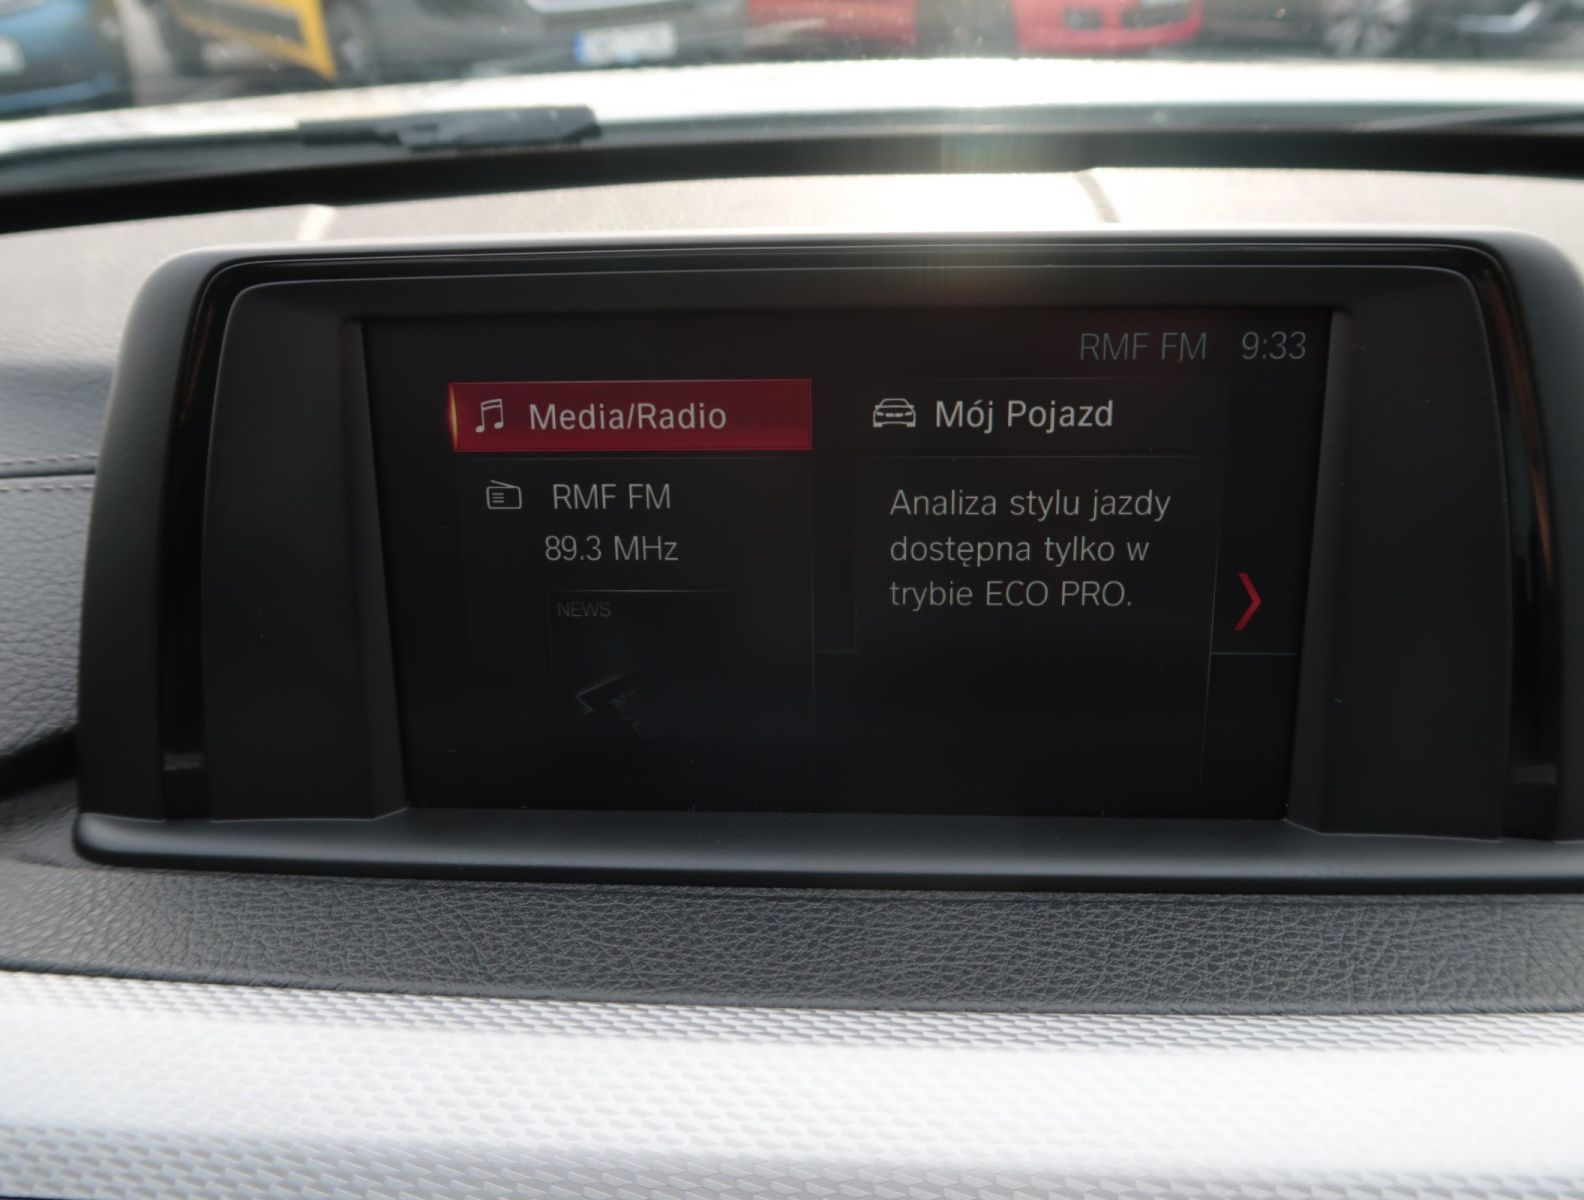 RMF FM 9:33
Media/Radio
RMF FM
89.3 MHz
NEWS
Mój Pojazd
Analiza stylu jazdy
dostępna tylko w
trybie ECO PRO.